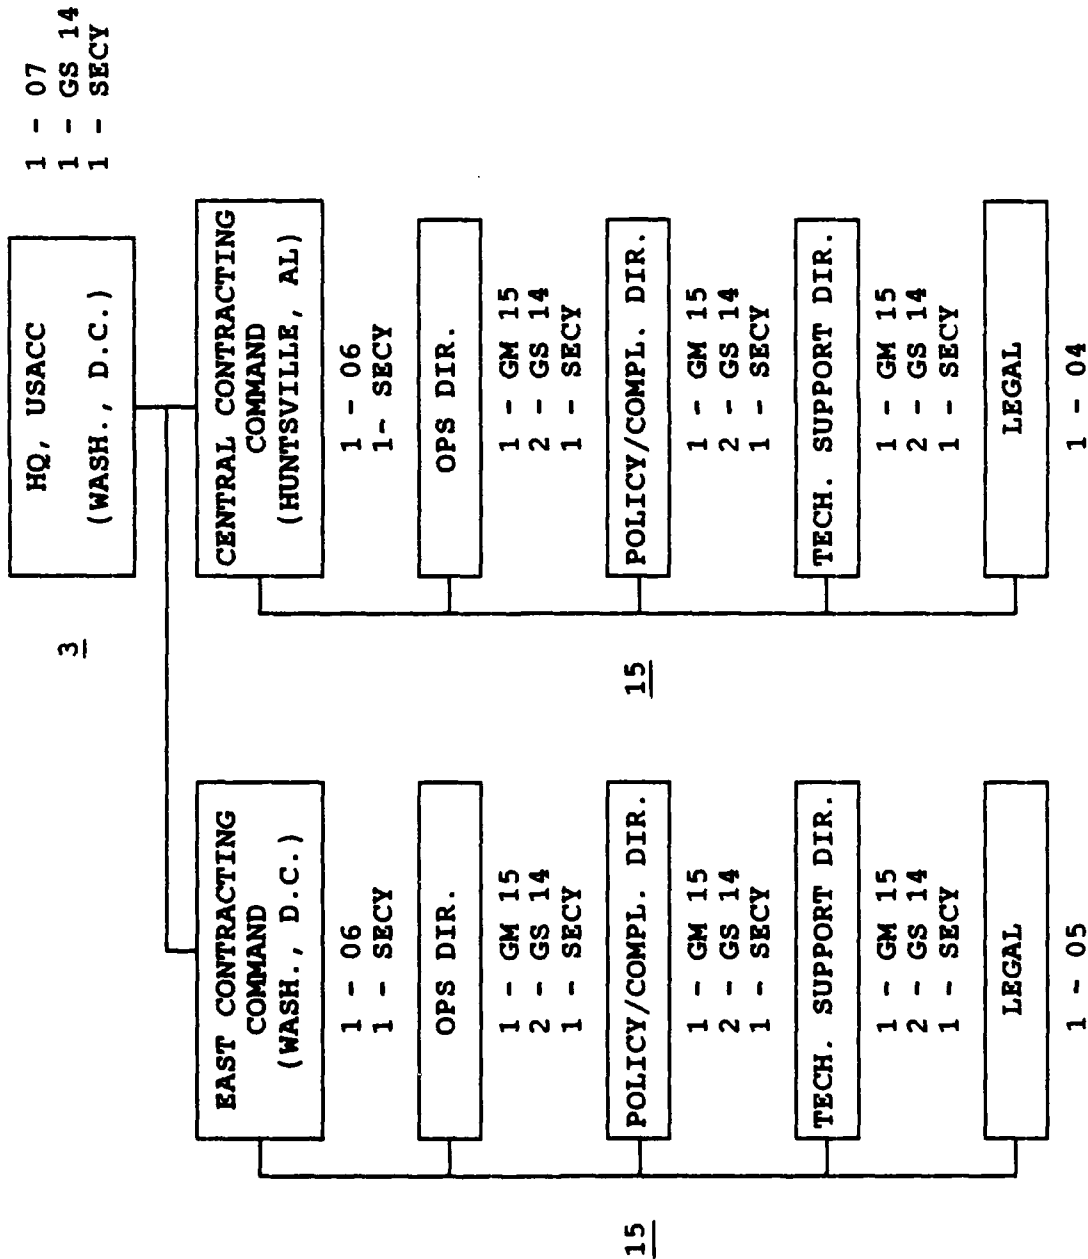 HQ, USACC
(WASH., D.C.)
1 - 07
1 - GS 14
1 - SECY
3
EAST CONTRACTING
COMMAND
(WASH., D.C.)
1 - 06
1 - SECY
OPS DIR.
1 - GM 15
2 - GS 14
1 - SECY
POLICY/COMPL. DIR.
1 - GM 15
2 - GS 14
1 - SECY
TECH. SUPPORT DIR.
1 - GM 15
2 - GS 14
1 - SECY
LEGAL
1 - 05
15
CENTRAL CONTRACTING
COMMAND
(HUNTSVILLE, AL)
1 - 06
1- SECY
OPS DIR.
1 - GM 15
2 - GS 14
1 - SECY
POLICY/COMPL. DIR.
1 - GM 15
2 - GS 14
1 - SECY
TECH. SUPPORT DIR.
1 - GM 15
2 - GS 14
1 - SECY
LEGAL
1 - 04
15